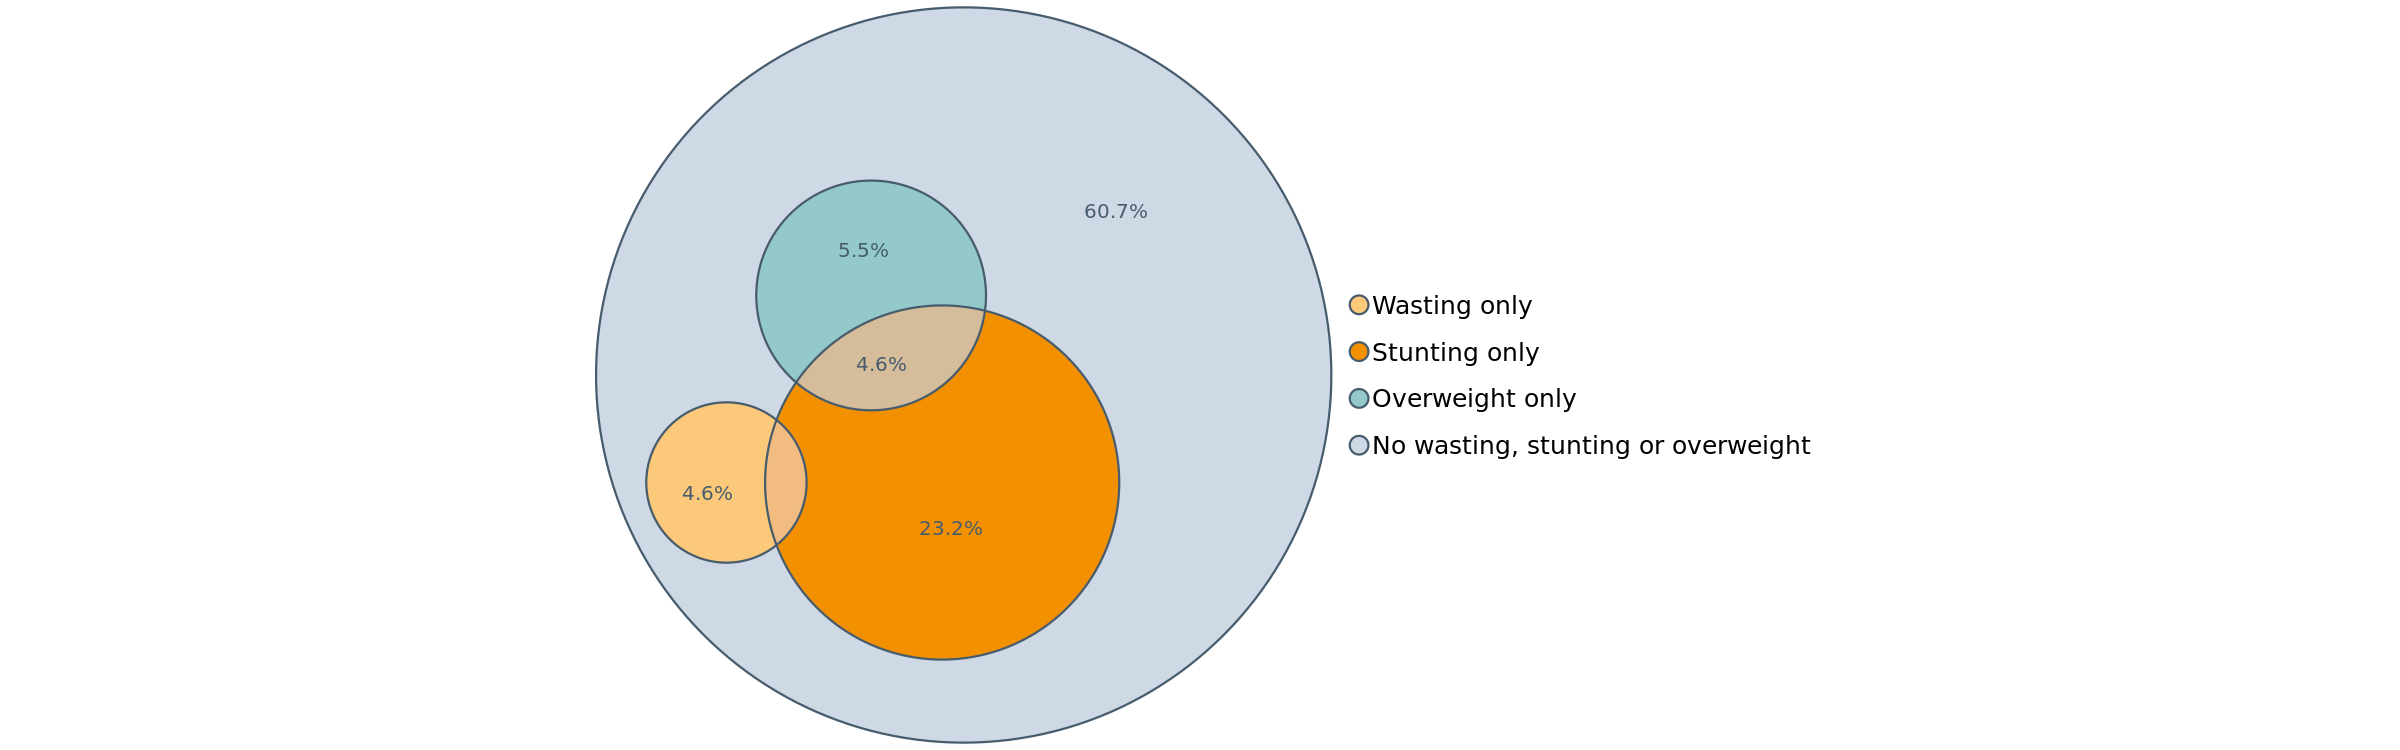 60.7%
5.5%
4.6%
4.6%
23.2%
Wasting only
Stunting only
Overweight only
No wasting, stunting or overweight